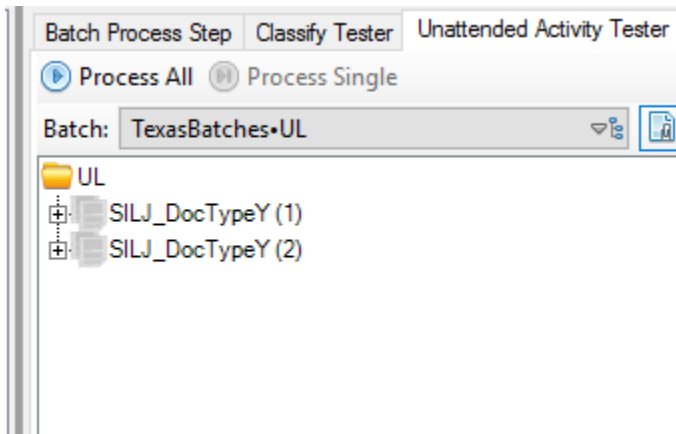 Batch Process Step Classify Tester Unattended Activity Tester
Process All Process Single
Batch: TexasBatches•UL
UL
SILJ_DocTypeY (1)
SILJ_DocTypeY (2)